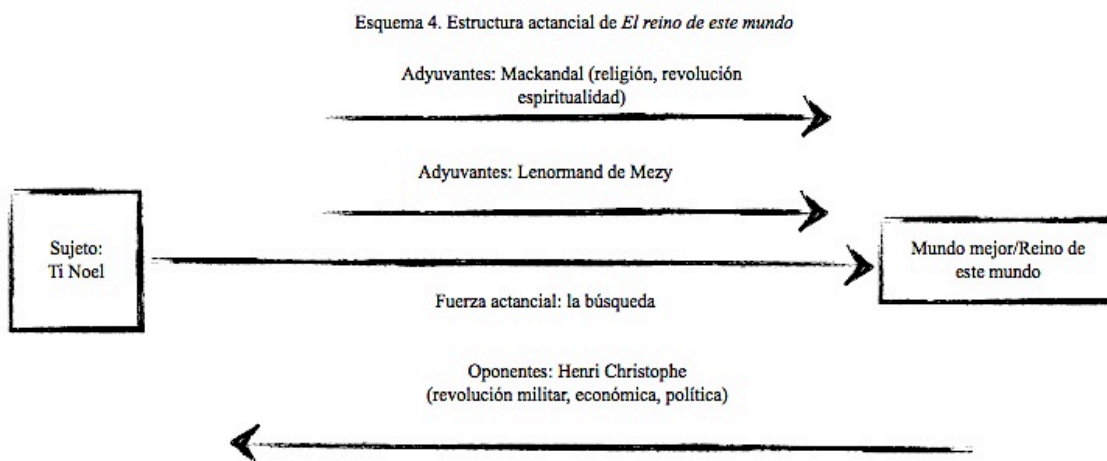 Esquema 4. Estructura actancial de El reino de este mundo
Adyuvantes: Mackandal (religión, revolución
espiritualidad)
Adyuvantes: Lenormand de Mezy
Sujeto:
Ti Noel
Mundo mejor/Reino de
este mundo
Fuerza actancial: la búsqueda
Oponentes: Henri Christophe
(revolución militar, económica, política)